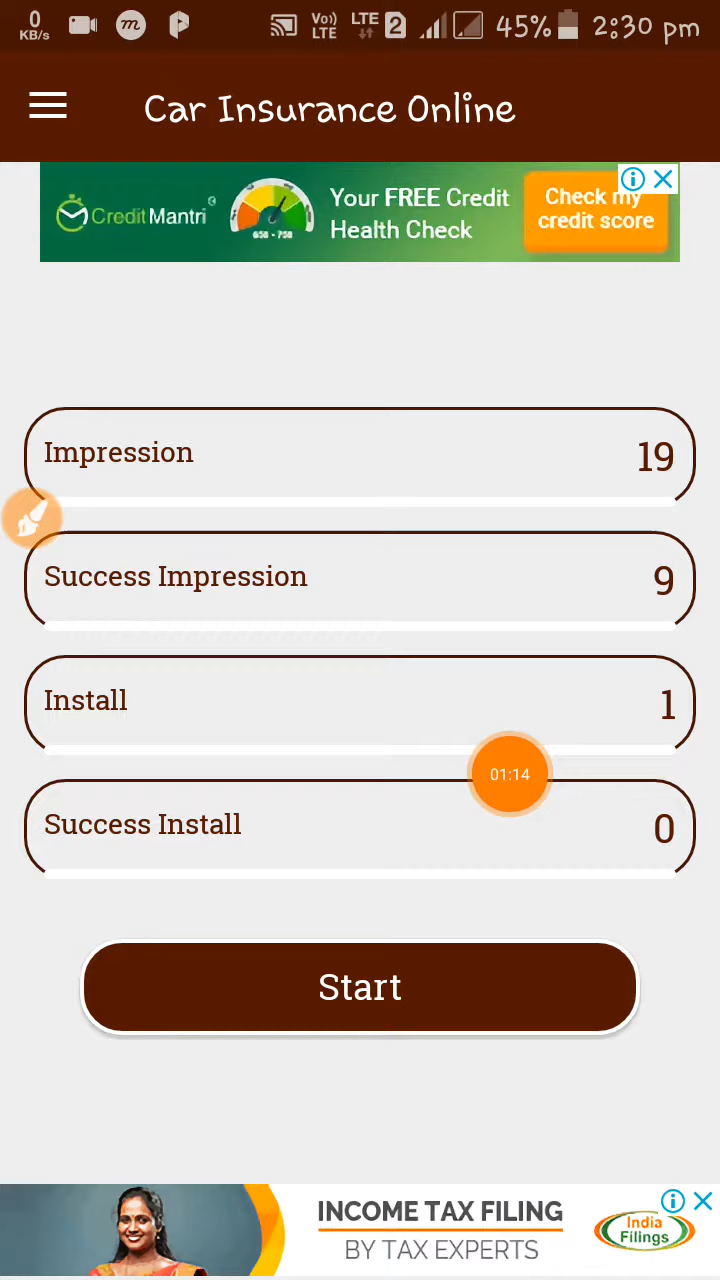 0
KB/s
m
Vo))
LTE
LTE
2
45%
2:30 pm
Car Insurance Online
CreditMantri
650 - 750
Your FREE Credit
Health Check
Check my
credit score
Impression
19
Success Impression
9
Install
1
01:14
Success Install
0
Start
INCOME TAX FILING
BY TAX EXPERTS
India
Filings